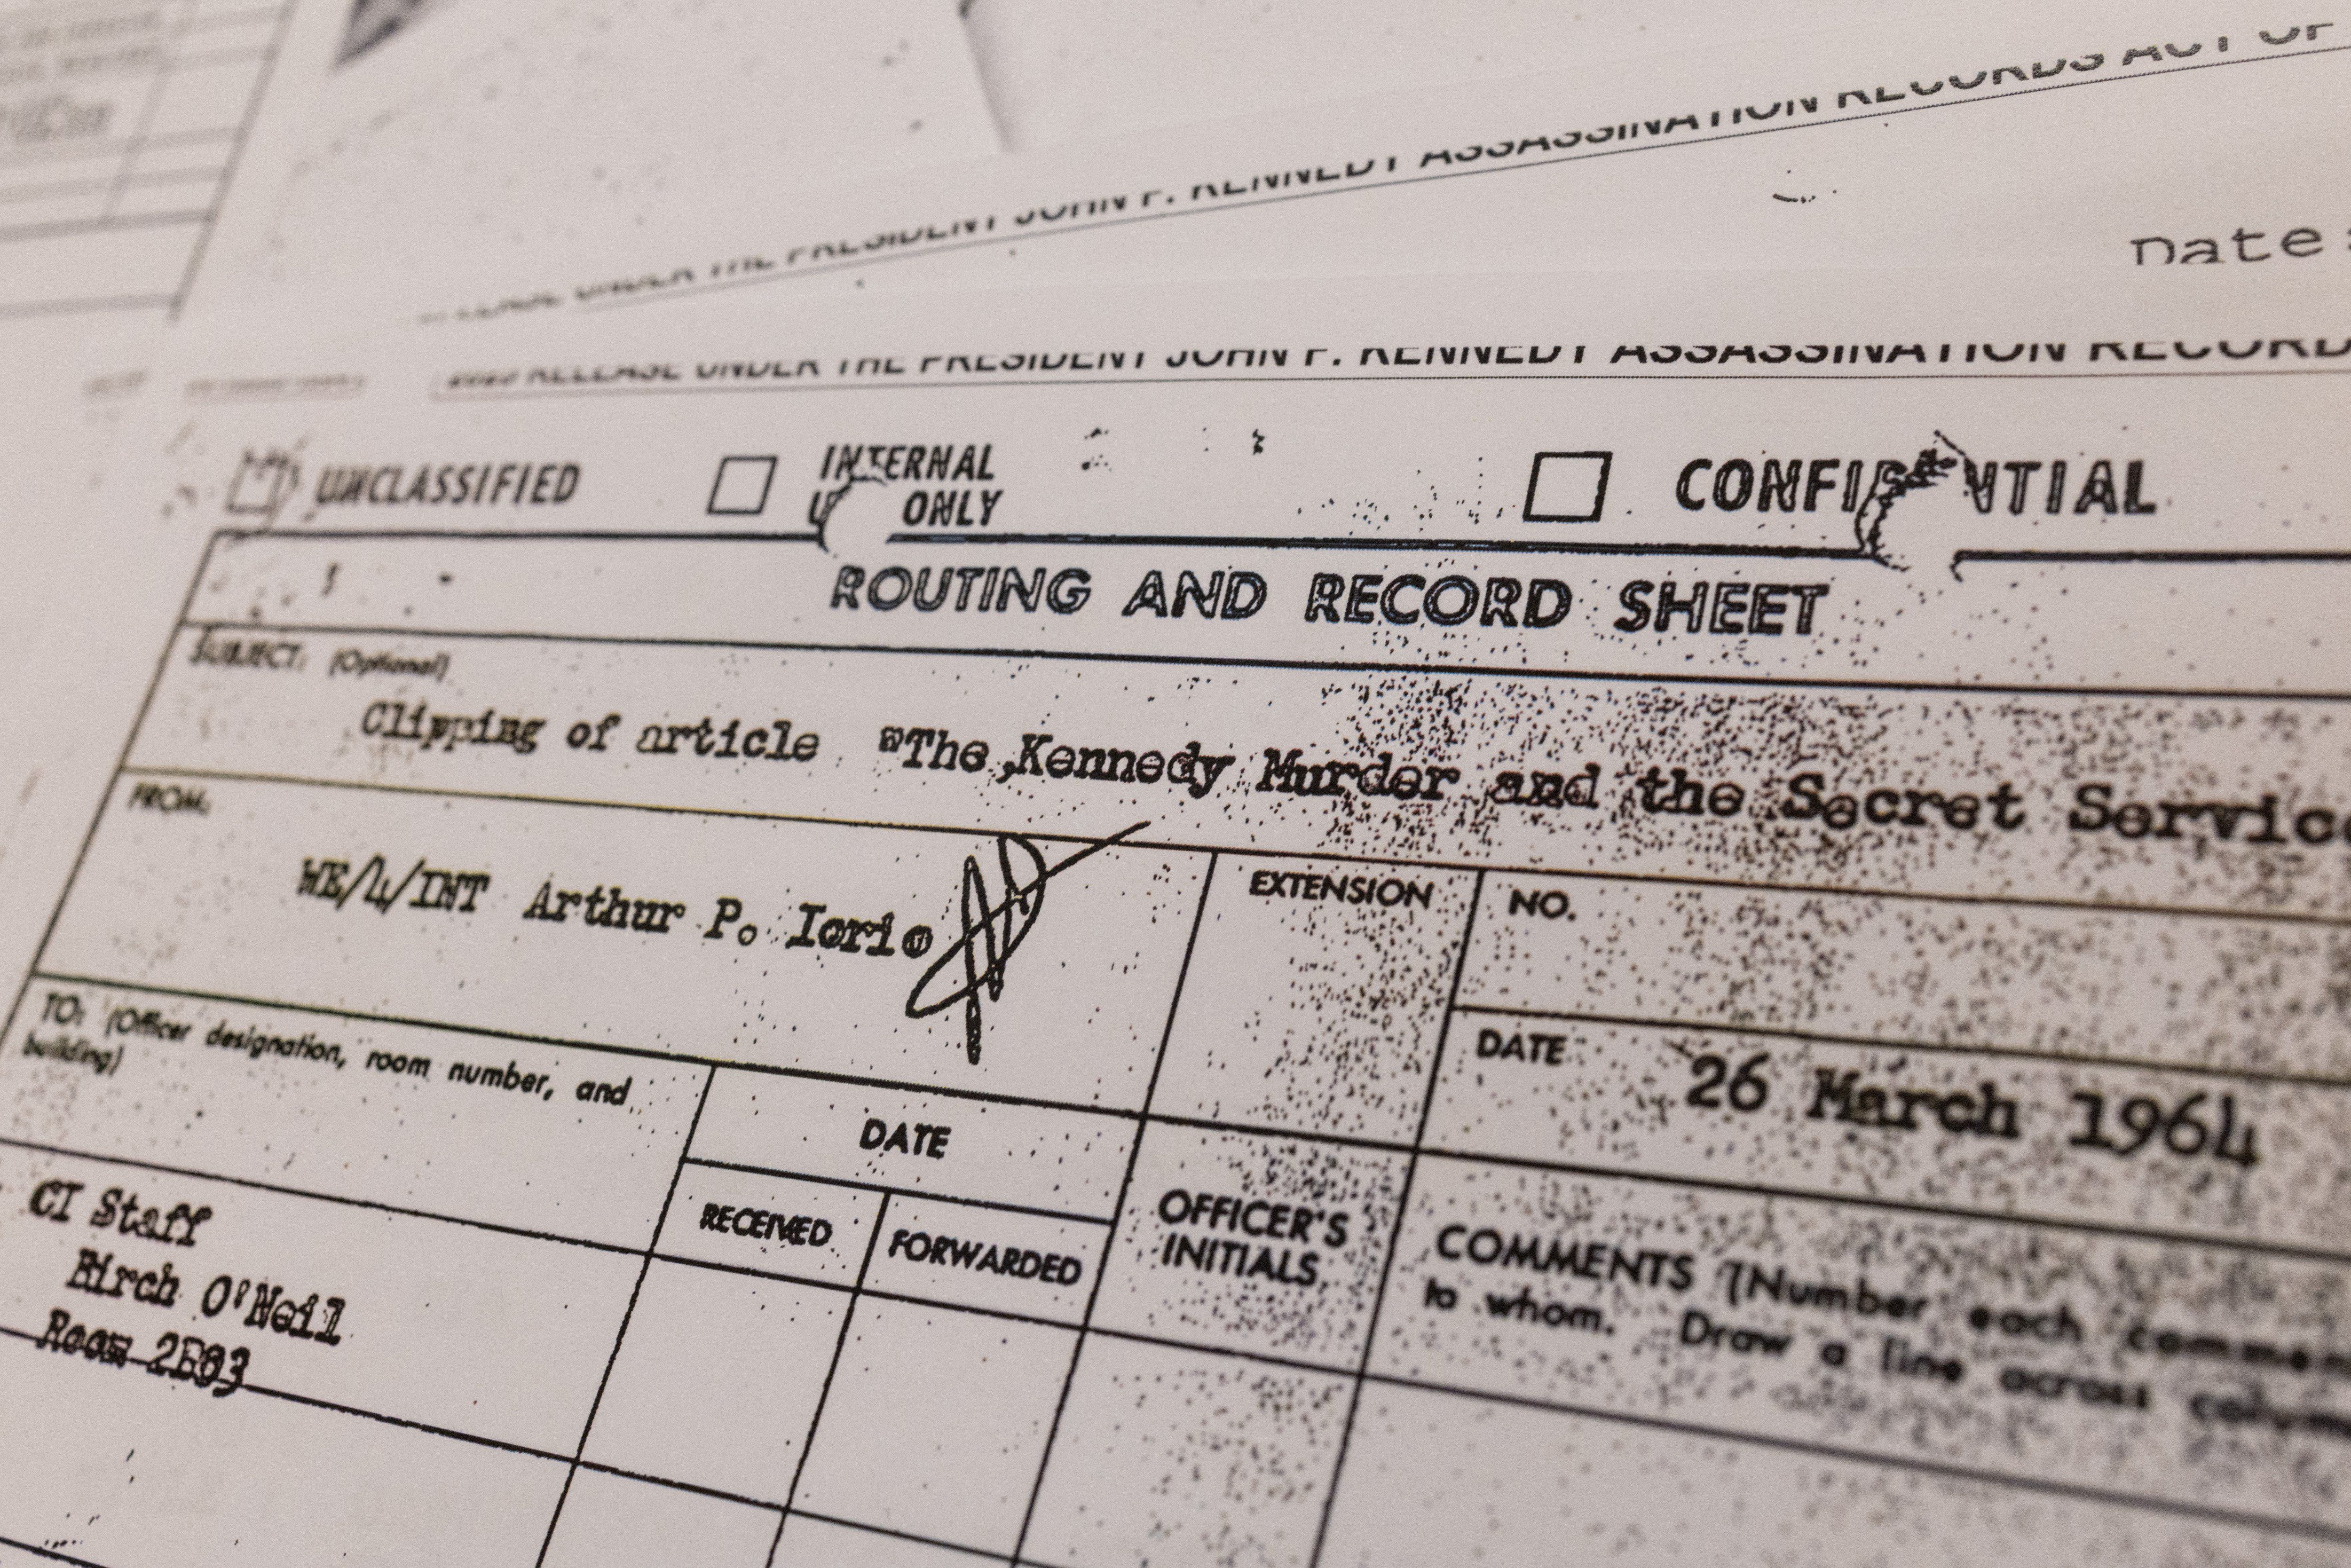 UNDER THE PRESIDENT JOHN F. KENNEDY ASSASSINATION RECORDS ACT OF
Date:
RELEASE UNDER THE PRESIDENT JOHN F. KENNEDY ASSASSINATION RECORD
UNCLASSIFIED
INTERNAL
ONLY
CONFIDENTIAL
ROUTING AND RECORD SHEET
SUBJECT: (Optional)
Clipping of article "The Kennedy Murder and the Secret Servic
FROM:
WE/4/INT Arthur P. Iorio
EXTENSION
NO.
DATE
26 March 1964
TO: (Officer designation, room number, and
building)
DATE
RECEIVED
FORWARDED
OFFICER'S
INITIALS
COMMENTS (Number each commen
to whom. Draw a line across colum
CI Staff
Birch O'Neil
Room 2B03